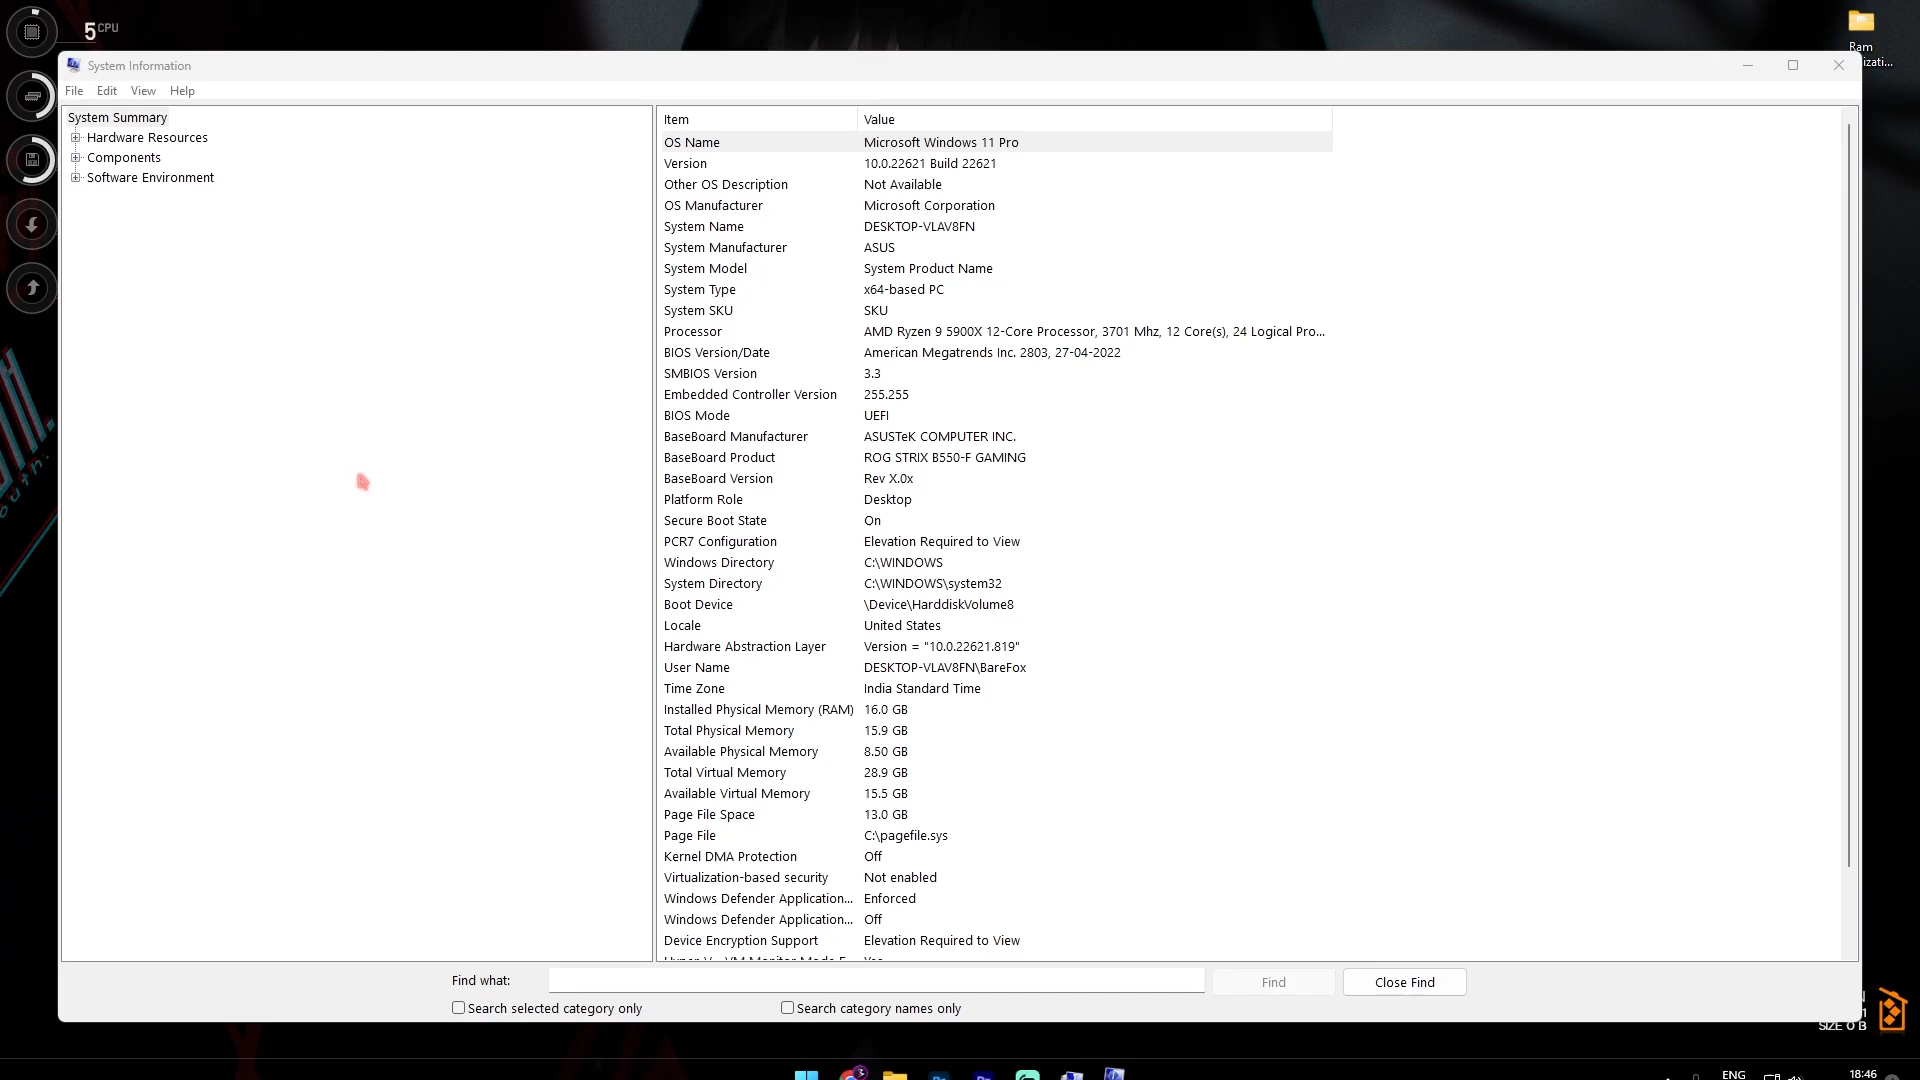 5 CPU
Ram
izati...
System Information
File Edit View Help
System Summary
Hardware Resources
Components
Software Environment
Item Value
OS Name Microsoft Windows 11 Pro
Version 10.0.22621 Build 22621
Other OS Description Not Available
OS Manufacturer Microsoft Corporation
System Name DESKTOP-VLAV8FN
System Manufacturer ASUS
System Model System Product Name
System Type x64-based PC
System SKU SKU
Processor AMD Ryzen 9 5900X 12-Core Processor, 3701 Mhz, 12 Core(s), 24 Logical Pro...
BIOS Version/Date American Megatrends Inc. 2803, 27-04-2022
SMBIOS Version 3.3
Embedded Controller Version 255.255
BIOS Mode UEFI
BaseBoard Manufacturer ASUSTeK COMPUTER INC.
BaseBoard Product ROG STRIX B550-F GAMING
BaseBoard Version Rev X.0x
Platform Role Desktop
Secure Boot State On
PCR7 Configuration Elevation Required to View
Windows Directory C:\WINDOWS
System Directory C:\WINDOWS\system32
Boot Device \Device\HarddiskVolume8
Locale United States
Hardware Abstraction Layer Version = "10.0.22621.819"
User Name DESKTOP-VLAV8FN\BareFox
Time Zone India Standard Time
Installed Physical Memory (RAM) 16.0 GB
Total Physical Memory 15.9 GB
Available Physical Memory 8.50 GB
Total Virtual Memory 28.9 GB
Available Virtual Memory 15.5 GB
Page File Space 13.0 GB
Page File C:\pagefile.sys
Kernel DMA Protection Off
Virtualization-based security Not enabled
Windows Defender Application... Enforced
Windows Defender Application... Off
Device Encryption Support Elevation Required to View
Find what: Find Close Find
Search selected category only Search category names only
N
1
SIZE 0 B
ENG 18:46